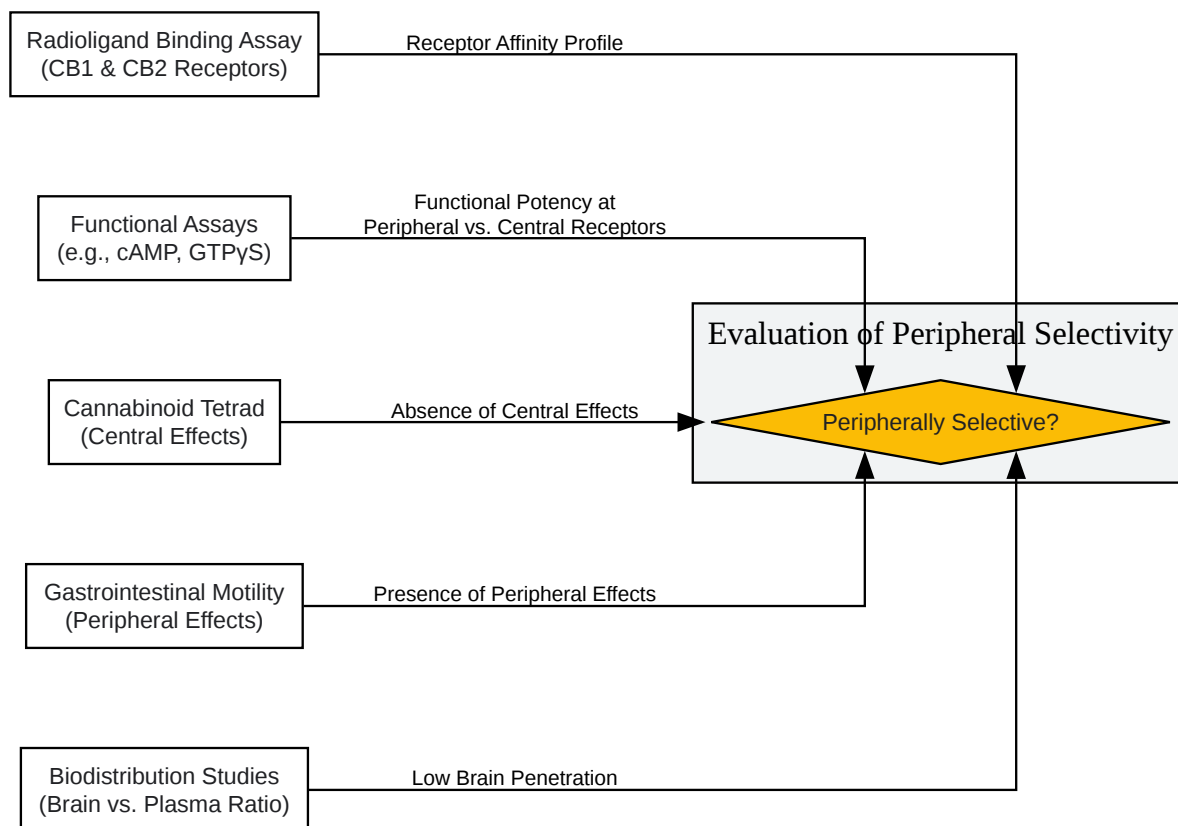 Radioligand Binding Assay
(CB1 & CB2 Receptors)
Receptor Affinity Profile
Functional Assays
(e.g., cAMP, GTPγS)
Functional Potency at
Peripheral vs. Central Receptors
Evaluation of Peripheral Selectivity
Cannabinoid Tetrad
(Central Effects)
Absence of Central Effects
Peripherally Selective?
Gastrointestinal Motility
(Peripheral Effects)
Presence of Peripheral Effects
Biodistribution Studies
(Brain vs. Plasma Ratio)
Low Brain Penetration